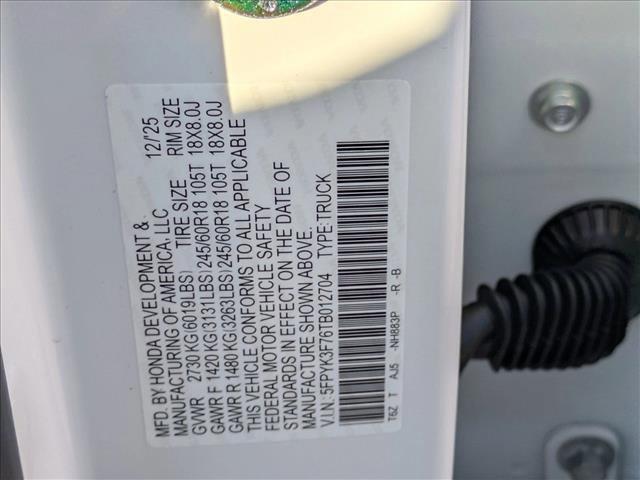 MFD. BY HONDA DEVELOPMENT & 12/'25
MANUFACTURING OF AMERICA, LLC
TIRE SIZE RIM SIZE
GVWR 2730 KG(6019LBS)
GAWR F 1420 KG(3131LBS)245/60R18 105T 18X8.0J
GAWR R 1480 KG(3263LBS)245/60R18 105T 18X8.0J
THIS VEHICLE CONFORMS TO ALL APPLICABLE
FEDERAL MOTOR VEHICLE SAFETY
STANDARDS IN EFFECT ON THE DATE OF
MANUFACTURE SHOWN ABOVE.
V.I.N.:5FPYK3F76TB012704 TYPE:TRUCK
T6Z T AJ5 -NH883P -R -B